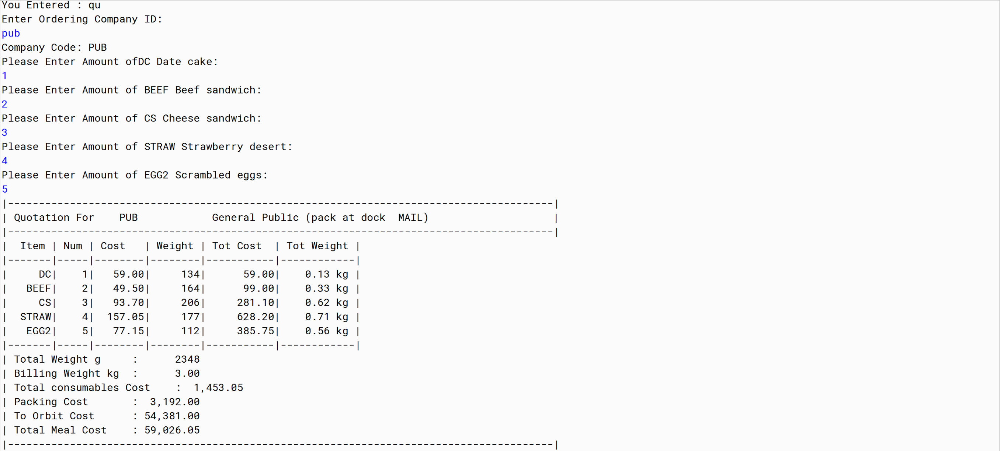 You Entered : qu
Enter Ordering Company ID:
pub
Company Code: PUB
Please Enter Amount ofDC Date cake:
1
Please Enter Amount of BEEF Beef sandwich:
2
Please Enter Amount of CS Cheese sandwich:
3
Please Enter Amount of STRAW Strawberry desert:
4
Please Enter Amount of EGG2 Scrambled eggs:
5
|----------------------------------------------------------------------------------------|
| Quotation For    PUB            General Public (pack at dock  MAIL)                    |
|----------------------------------------------------------------------------------------|
|  Item | Num | Cost   | Weight | Tot Cost  | Tot Weight |
|-------|-----|--------|--------|-----------|------------|
|     DC|    1|   59.00|     134|      59.00|    0.13 kg |
|   BEEF|    2|   49.50|     164|      99.00|    0.33 kg |
|     CS|    3|   93.70|     206|     281.10|    0.62 kg |
|  STRAW|    4|  157.05|     177|     628.20|    0.71 kg |
|   EGG2|    5|   77.15|     112|     385.75|    0.56 kg |
|-------|-----|--------|--------|-----------|------------|
| Total Weight g     :      2348
| Billing Weight kg  :      3.00
| Total consumables Cost    :  1,453.05
| Packing Cost       :  3,192.00
| To Orbit Cost      : 54,381.00
| Total Meal Cost    : 59,026.05
|----------------------------------------------------------------------------------------|